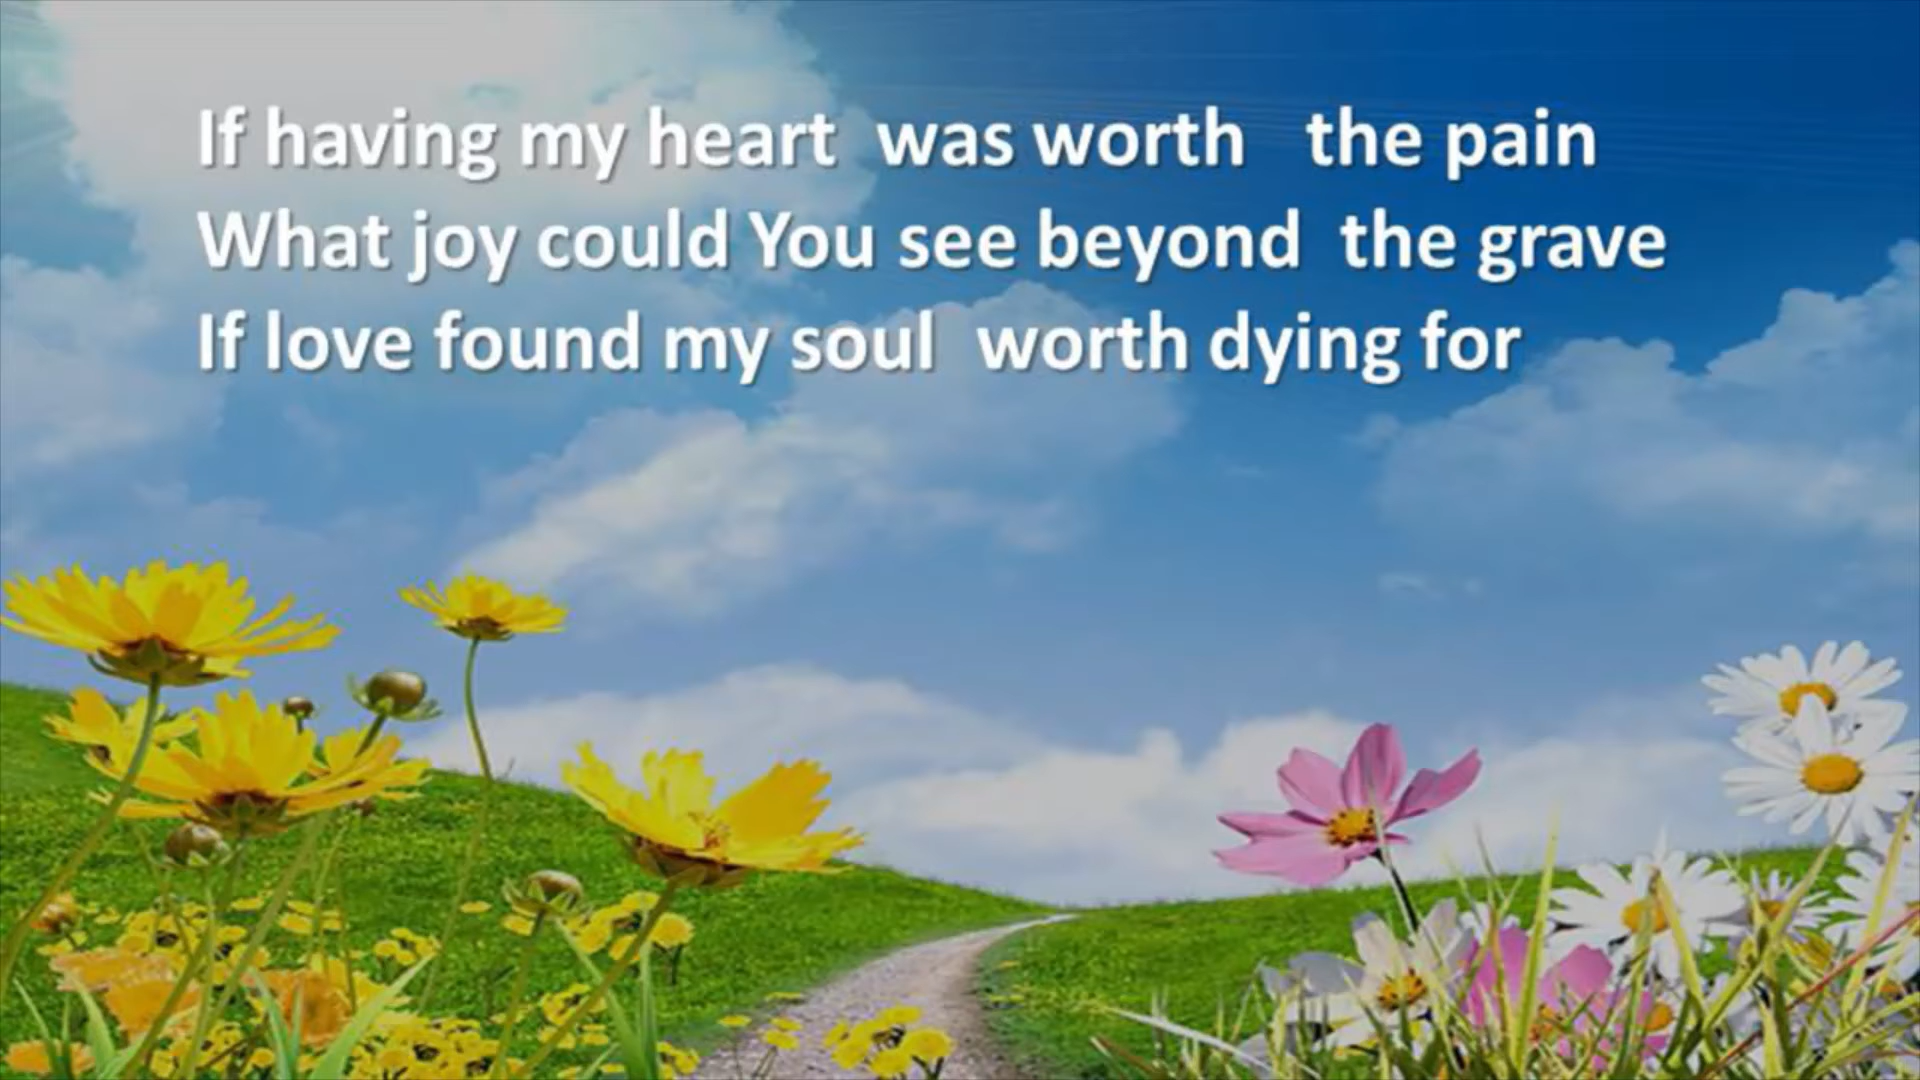 If having my heart was worth the pain
What joy could You see beyond the grave
If love found my soul worth dying for